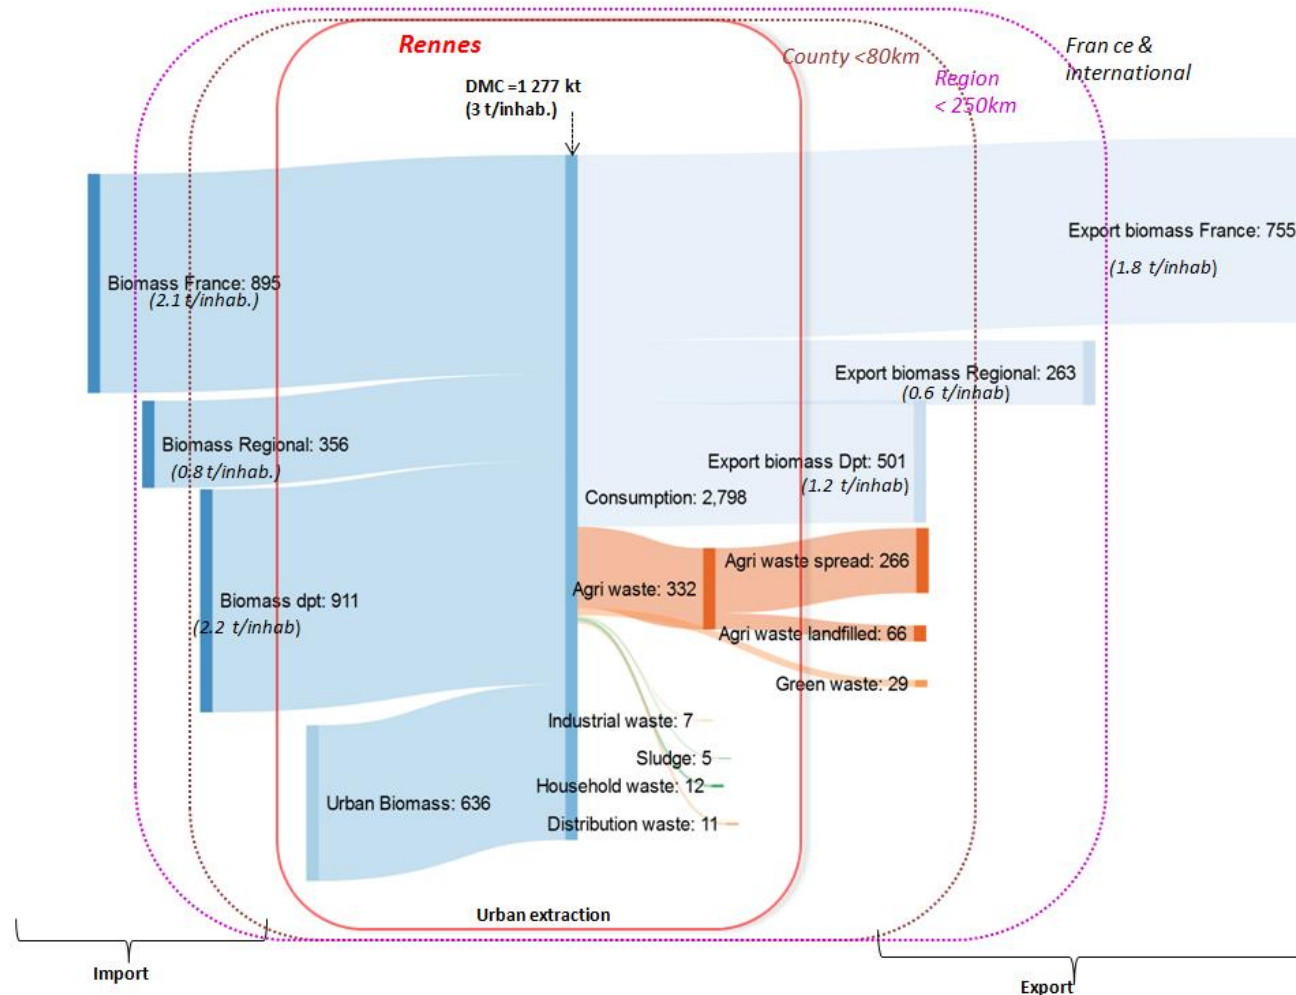 Rennes
County <80km
Fran ce &
international
Region
< 250km
DMC =1 277 kt
(3 t/inhab.)
Export biomass France: 755
(1.8 t/inhab)
Biomass France: 895
(2.1 t/inhab.)
Export biomass Regional: 263
(0.6 t/inhab)
Biomass Regional: 356
(0.8 t/inhab.)
Export biomass Dpt: 501
(1.2 t/inhab)
Consumption: 2,798
Agri waste spread: 266
Agri waste: 332
Biomass dpt: 911
(2.2 t/inhab)
Agri waste landfilled: 66
Green waste: 29
Industrial waste: 7
Sludge: 5
Household waste: 12
Urban Biomass: 636
Distribution waste: 11
Urban extraction
Import
Export